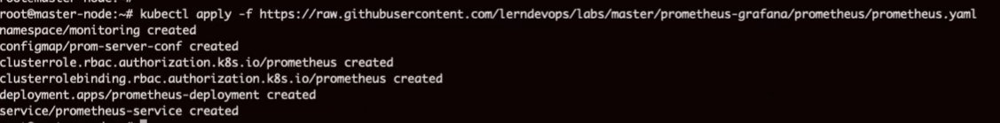 root@master-node:~# kubectl apply -f https://raw.githubusercontent.com/lerndevops/labs/master/prometheus-grafana/prometheus/prometheus.yaml
namespace/monitoring created
configmap/prom-server-conf created
clusterrole.rbac.authorization.k8s.io/prometheus created
clusterrolebinding.rbac.authorization.k8s.io/prometheus created
deployment.apps/prometheus-deployment created
service/prometheus-service created